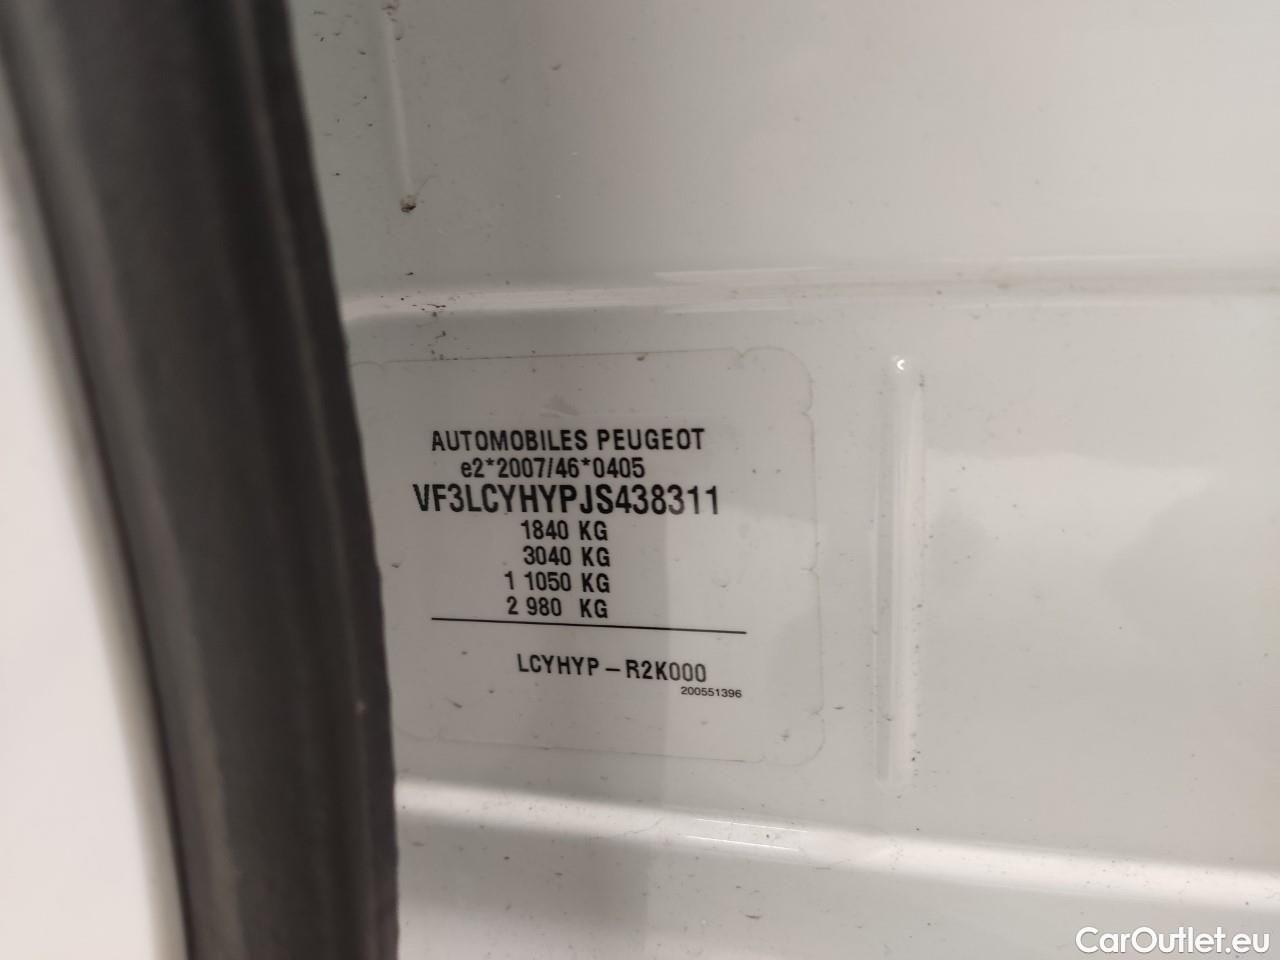 AUTOMOBILES PEUGEOT
e2*2007/46*0405
VF3LCYHYPJS438311
1840 KG
3040 KG
1 1050 KG
2 980 KG
LCYHYP – R2K000
200551396
CarOutlet.eu